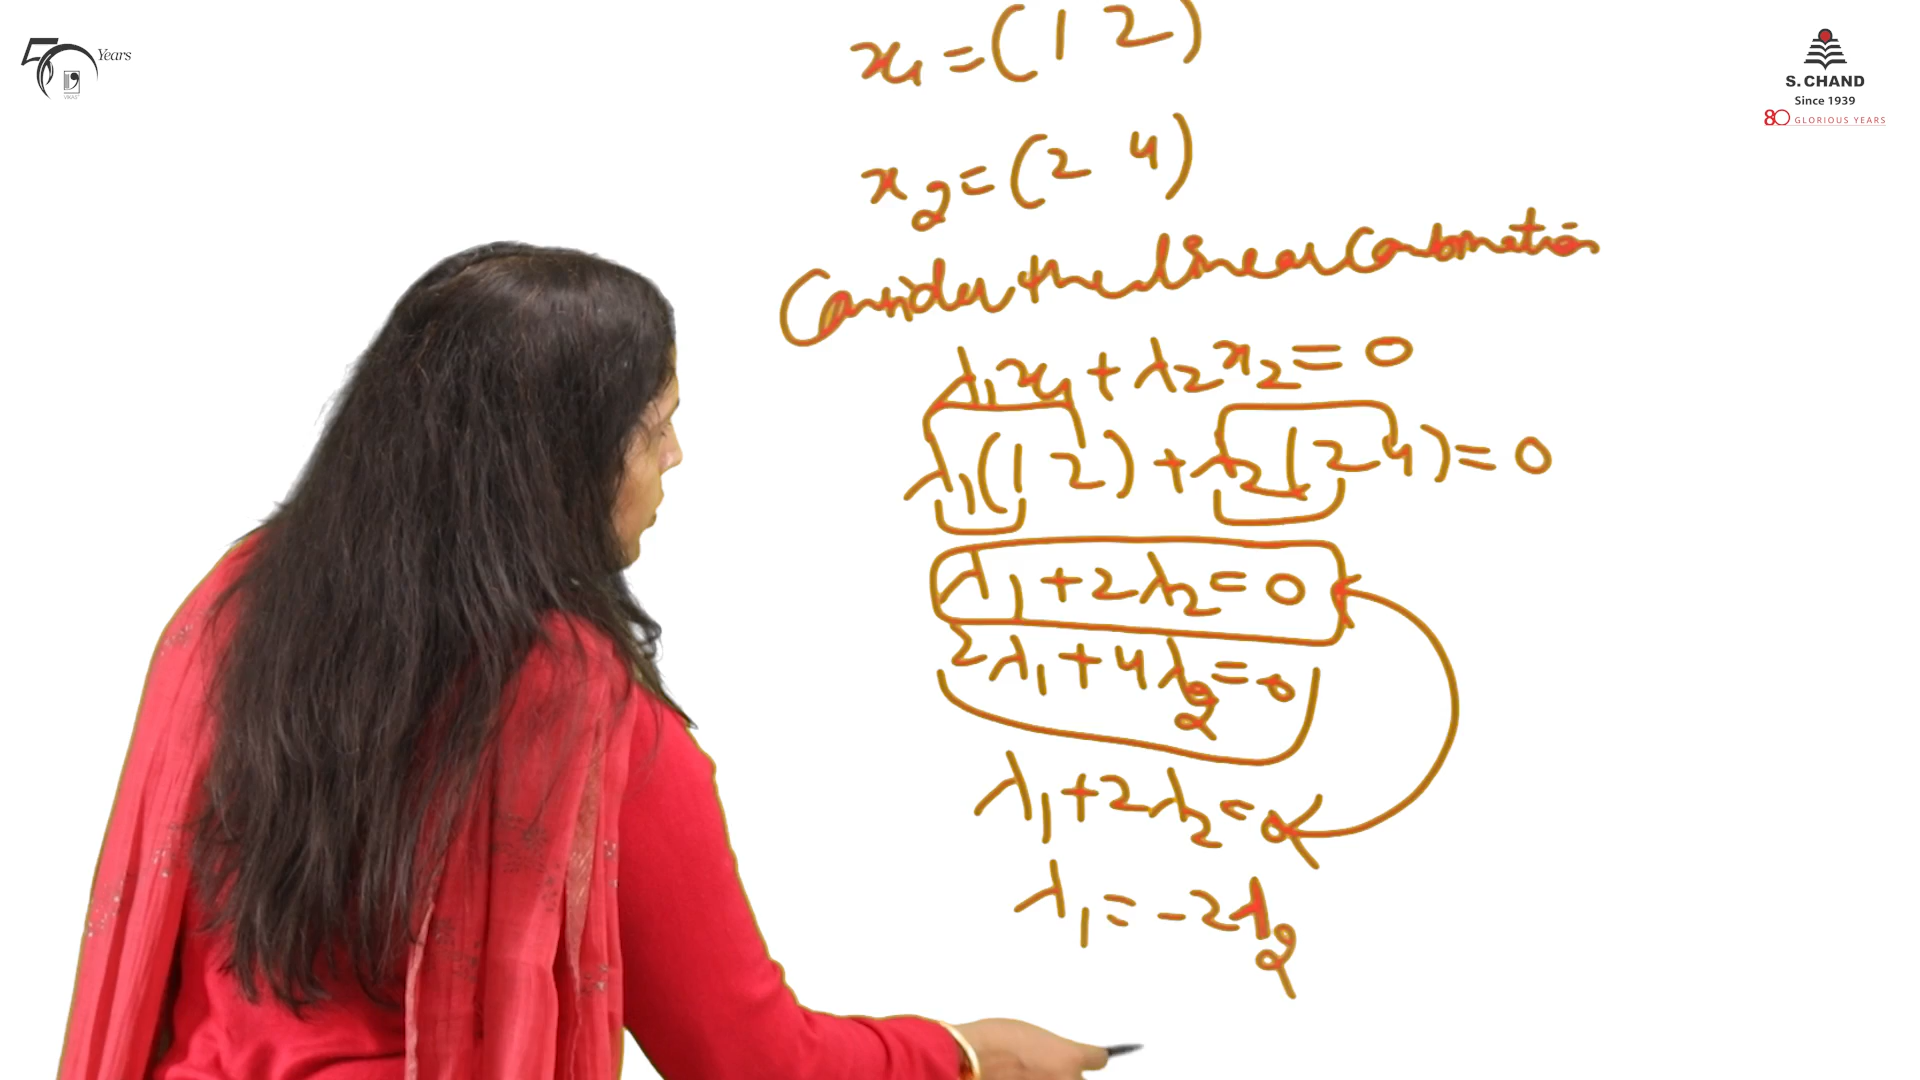 50 Years
VIKAS
S. CHAND
Since 1939
80 GLORIOUS YEARS
x₁ = (1 2)
x₂ = (2 4)
Consider the linear Combination
λ₁x₁ + λ₂x₂ = 0
λ₁(1 2) + λ₂(2 4) = 0
λ₁ + 2λ₂ = 0
2λ₁ + 4λ₂ = 0
λ₁ + 2λ₂ = 0
λ₁ = -2λ₂